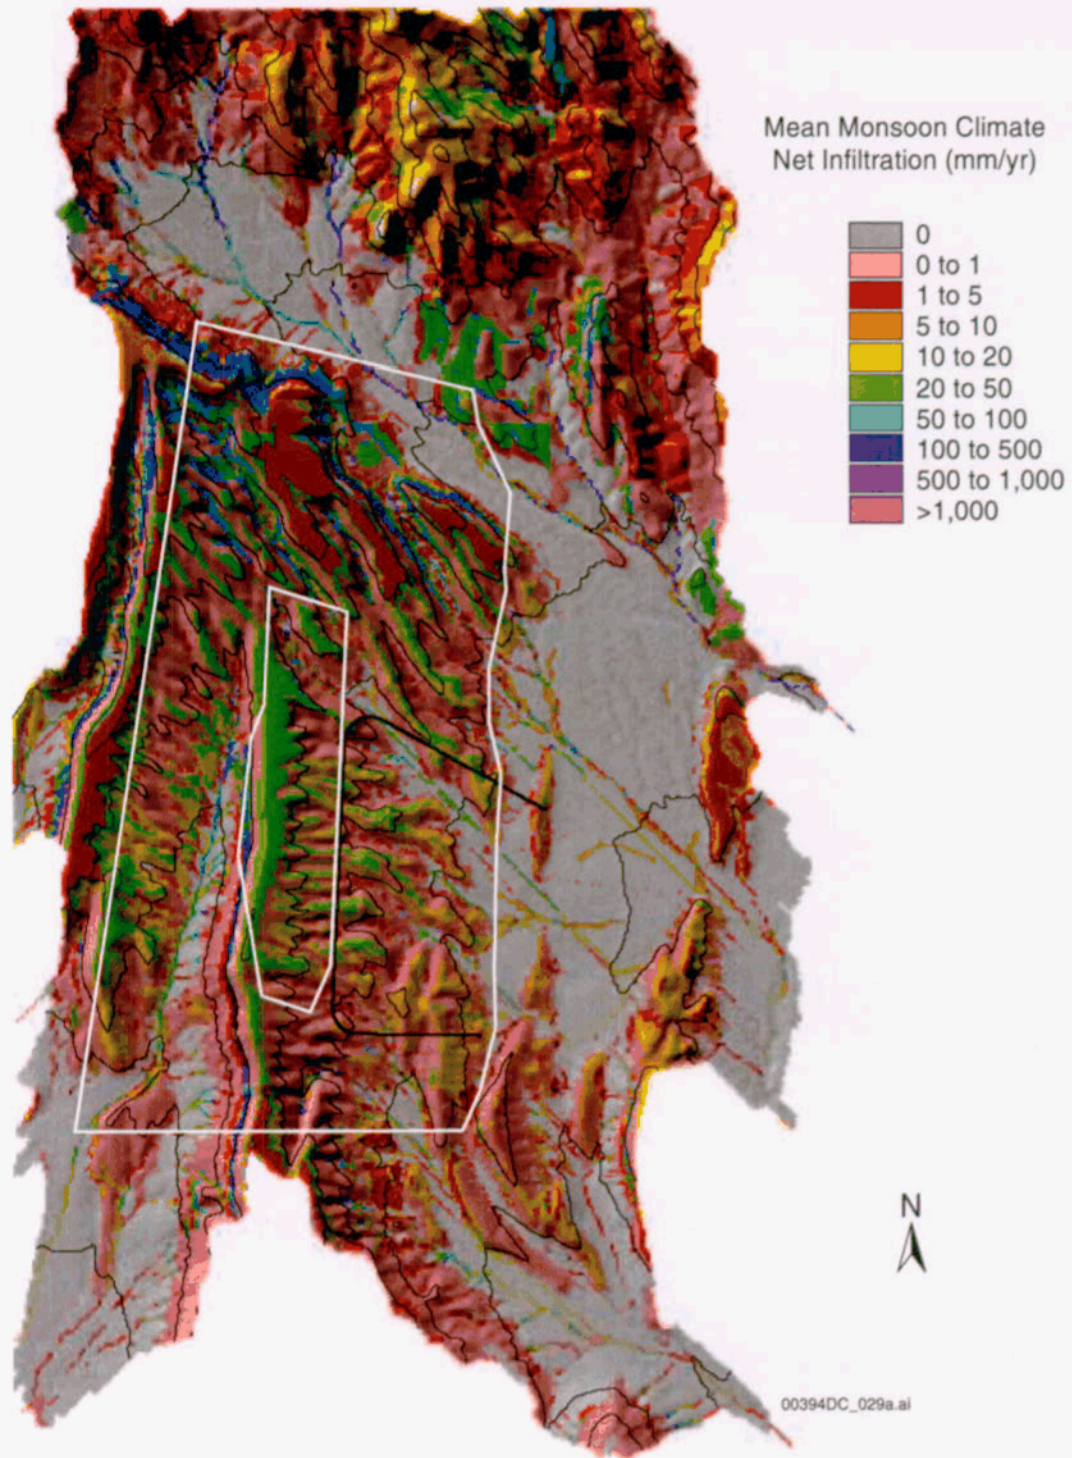 Mean Monsoon Climate
Net Infiltration (mm/yr)
0
0 to 1
1 to 5
5 to 10
10 to 20
20 to 50
50 to 100
100 to 500
500 to 1,000
>1,000
N
00394DC_029a.ai